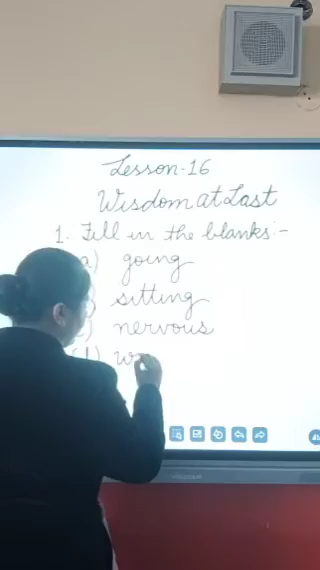 Lesson-16
Wisdom at Last
1. Fill in the blanks:-
a) going
) sitting
) nervous
(d) w